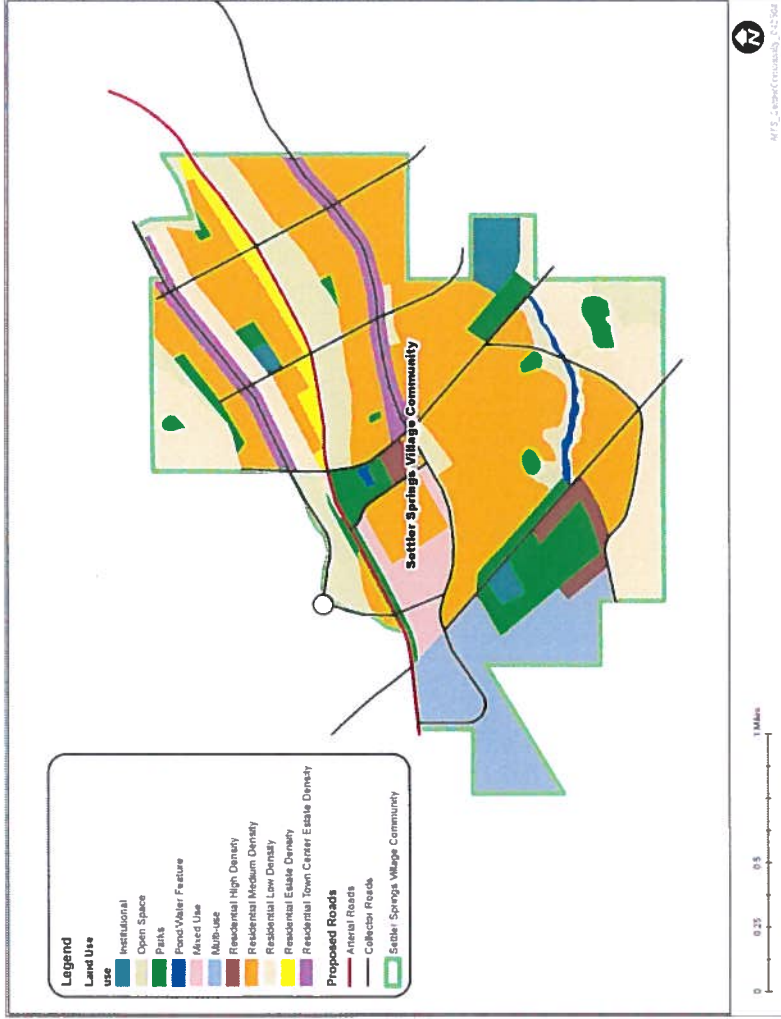 Legend
Land Use
use
Institutional
Open Space
Parks
Pond/Water Feature
Mixed Use
Multi-use
Residential High Density
Residential Medium Density
Residential Low Density
Residential Estate Density
Residential Town Center Estate Density
Proposed Roads
Arterial Roads
Collector Roads
Settler Springs Village Community
Settler Springs Village Community
0 0.25 0.5 1 Miles
N